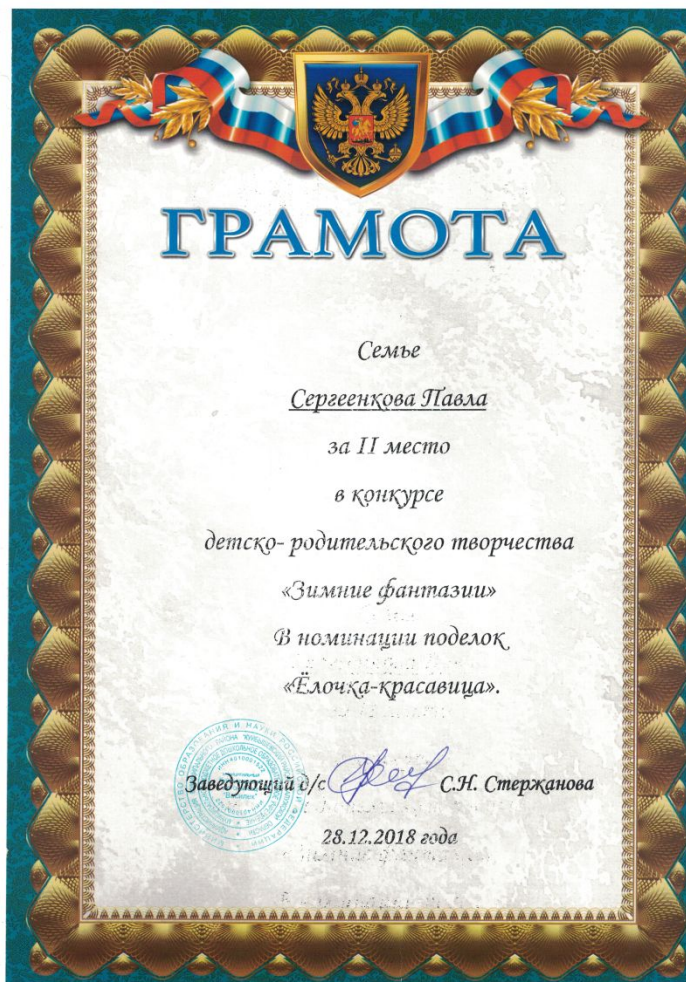 ГРАМОТА
Семье
Сергеенкова Павла
за II место
в конкурсе
детско- родительского творчества
«Зимние фантазии»
В номинации поделок
«Ёлочка-красавица».
Заведующий д/с С.Н. Стержанова
28.12.2018 года